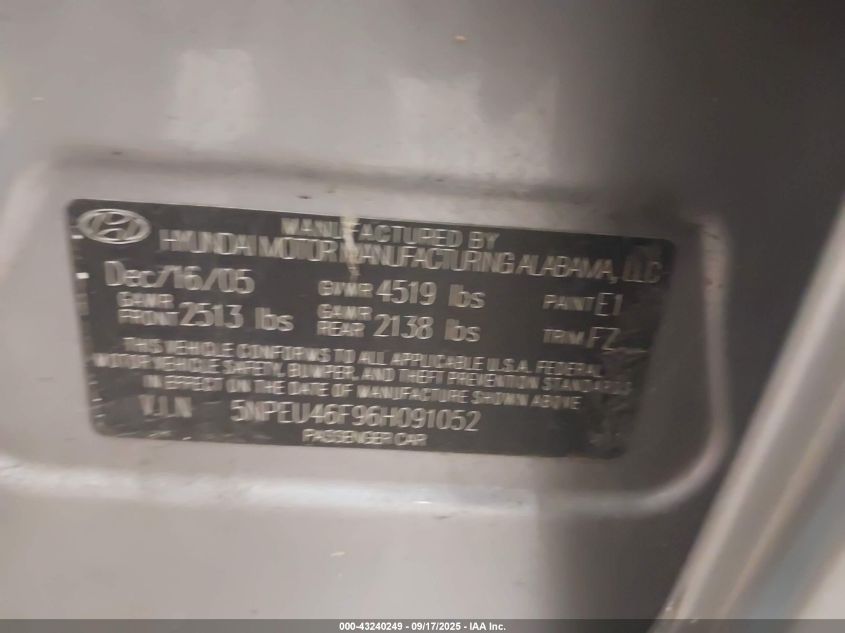 MANUFACTURED BY
HYUNDAI MOTOR MANUFACTURING ALABAMA, LLC
Dec/16/05 GVWR 4519 lbs PAINT E1
GAWR FRONT 2513 lbs GAWR REAR 2138 lbs TRIM FZ
THIS VEHICLE CONFORMS TO ALL APPLICABLE U.S.A. FEDERAL
MOTOR VEHICLE SAFETY, BUMPER, AND THEFT PREVENTION STANDARDS
IN EFFECT ON THE DATE OF MANUFACTURE SHOWN ABOVE
V.I.N 5NPEU46F96H091052
PASSENGER CAR
000-43240249 - 09/17/2025 - IAA Inc.